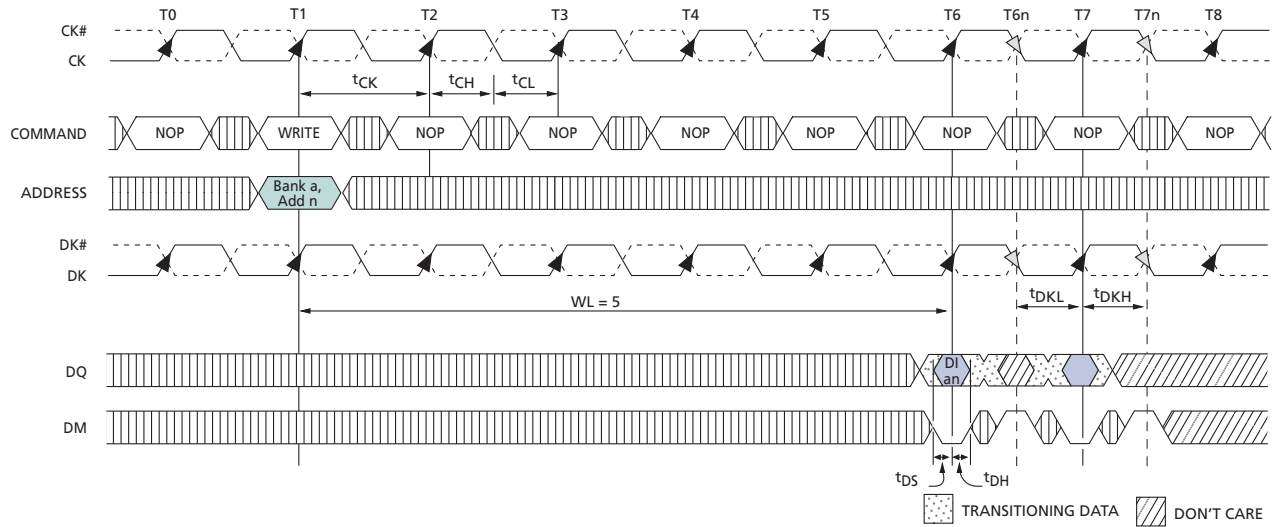 T0 T1 T2 T3 T4 T5 T6 T6n T7 T7n T8
CK#
CK
tCK tCH tCL
COMMAND NOP WRITE NOP NOP NOP NOP NOP NOP NOP
ADDRESS Bank a,
Add n
DK#
DK
WL = 5 tDKL tDKH
DQ DI
an
DM
tDS tDH
TRANSITIONING DATA DON'T CARE